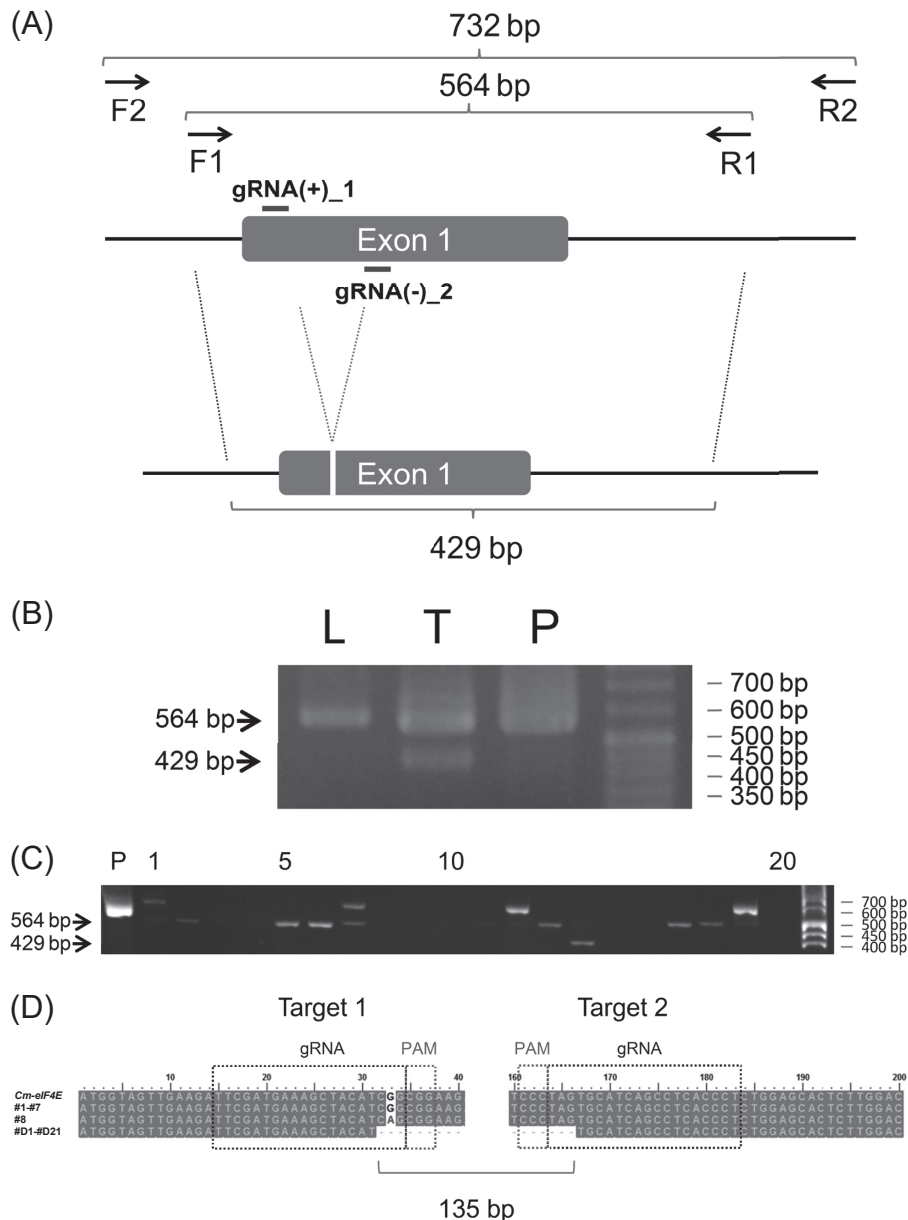 (A)
732 bp
F2
564 bp
R2
F1
R1
gRNA(+)_1
Exon 1
gRNA(-)_2
Exon 1
429 bp
(B)
L T P
564 bp
429 bp
700 bp
600 bp
500 bp
450 bp
400 bp
350 bp
(C)
P 1 5 10 20
564 bp
429 bp
700 bp
600 bp
500 bp
450 bp
400 bp
(D)
Target 1 Target 2
gRNA PAM PAM gRNA
10 20 30 40 160 170 180 190 200
Cm-eIF4E ATGGTAGTTGAAGATTCGATGAAAGCTACATCGGCGGAAG TCCCTAGTGCATCAGCCTCACCCTCTGGAGCACTCTTGGAC
#1-#7 ATGGTAGTTGAAGATTCGATGAAAGCTACATCGGCGGAAG TCCCTAGTGCATCAGCCTCACCCTCTGGAGCACTCTTGGAC
#8 ATGGTAGTTGAAGATTCGATGAAAGCTACATCAGCGGAAG TCCCTAGTGCATCAGCCTCACCCTCTGGAGCACTCTTGGAC
#D1-#D21 ATGGTAGTTGAAGATTCGATGAAAGCTACAT--------- -------TGCATCAGCCTCACCCTCTGGAGCACTCTTGGAC
135 bp